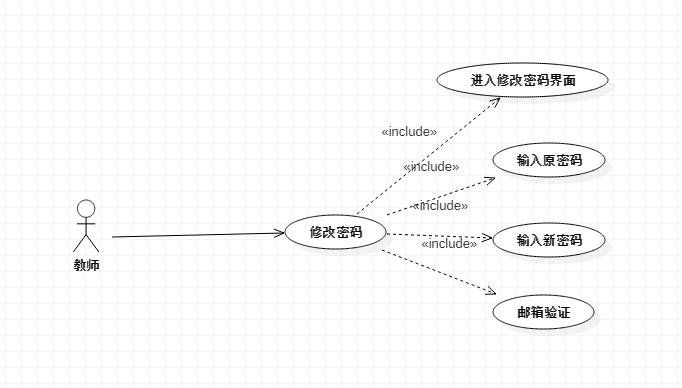 进入修改密码界面
«include»
«include»
输入原密码
«include»
修改密码
«include»
输入新密码
教师
邮箱验证